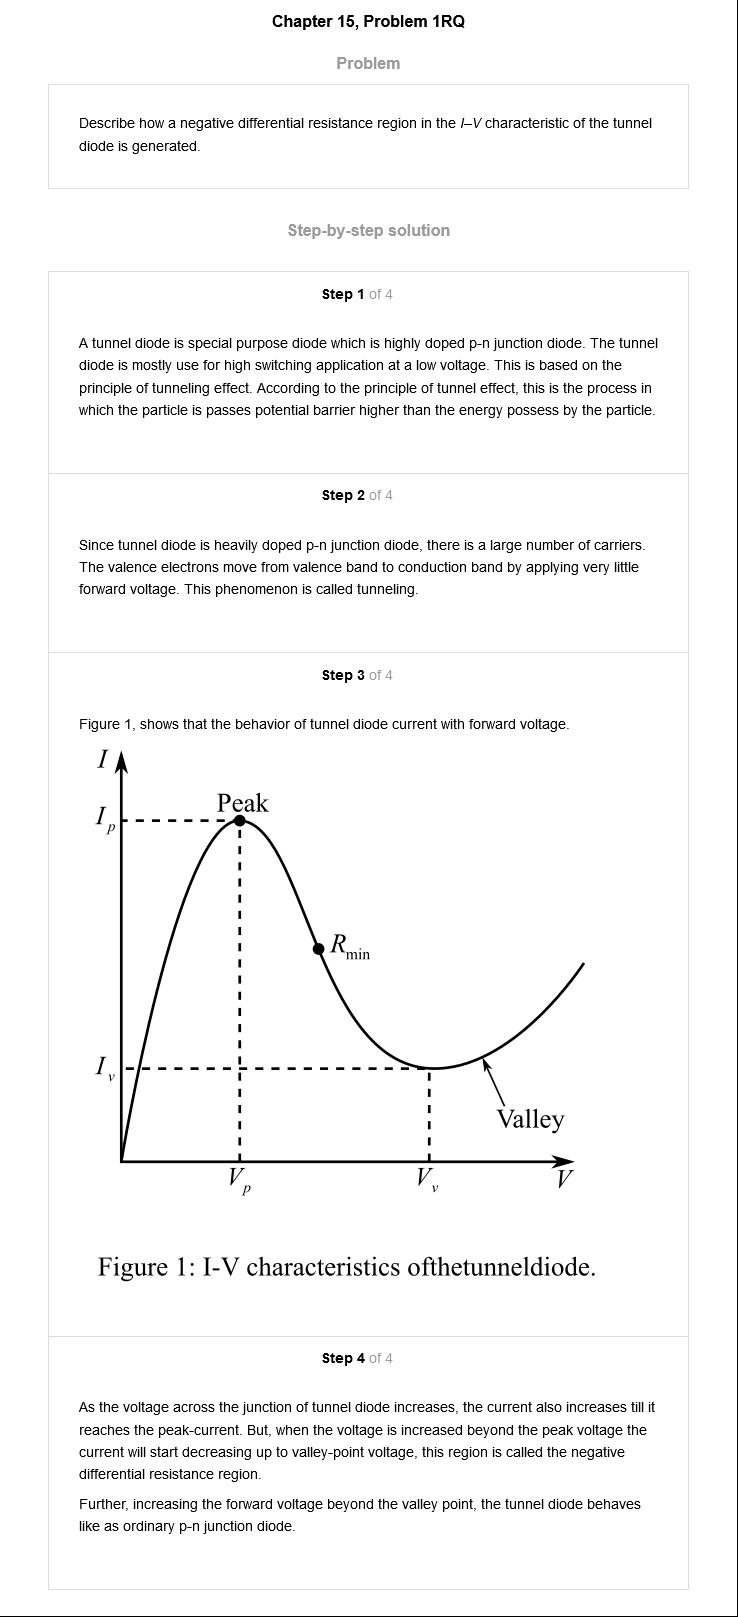 Chapter 15, Problem 1RQ
Problem
Describe how a negative differential resistance region in the I–V characteristic of the tunnel
diode is generated.
Step-by-step solution
Step 1 of 4
A tunnel diode is special purpose diode which is highly doped p-n junction diode. The tunnel
diode is mostly use for high switching application at a low voltage. This is based on the
principle of tunneling effect. According to the principle of tunnel effect, this is the process in
which the particle is passes potential barrier higher than the energy possess by the particle.
Step 2 of 4
Since tunnel diode is heavily doped p-n junction diode, there is a large number of carriers.
The valence electrons move from valence band to conduction band by applying very little
forward voltage. This phenomenon is called tunneling.
Step 3 of 4
Figure 1, shows that the behavior of tunnel diode current with forward voltage.
I
Peak
I_p
R_min
I_v
Valley
V_p V_v V
Figure 1: I-V characteristics ofthetunneldiode.
Step 4 of 4
As the voltage across the junction of tunnel diode increases, the current also increases till it
reaches the peak-current. But, when the voltage is increased beyond the peak voltage the
current will start decreasing up to valley-point voltage, this region is called the negative
differential resistance region.
Further, increasing the forward voltage beyond the valley point, the tunnel diode behaves
like as ordinary p-n junction diode.